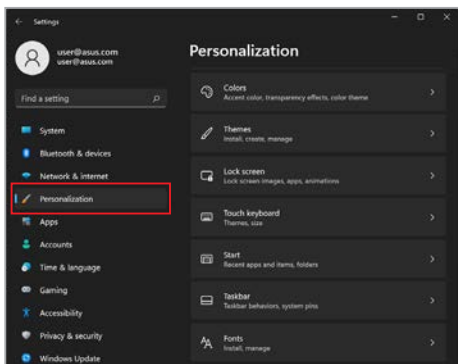 Settings
user@asus.com
user@asus.com
Find a setting
System
Bluetooth & devices
Network & internet
Personalization
Apps
Accounts
Time & language
Gaming
Accessibility
Privacy & security
Windows Update
Personalization
Colors
Accent color, transparency effects, color theme
Themes
Install, create, manage
Lock screen
Lock screen images, apps, animations
Touch keyboard
Themes, size
Start
Recent apps and items, folders
Taskbar
Taskbar behaviors, system pins
Fonts
Install, manage